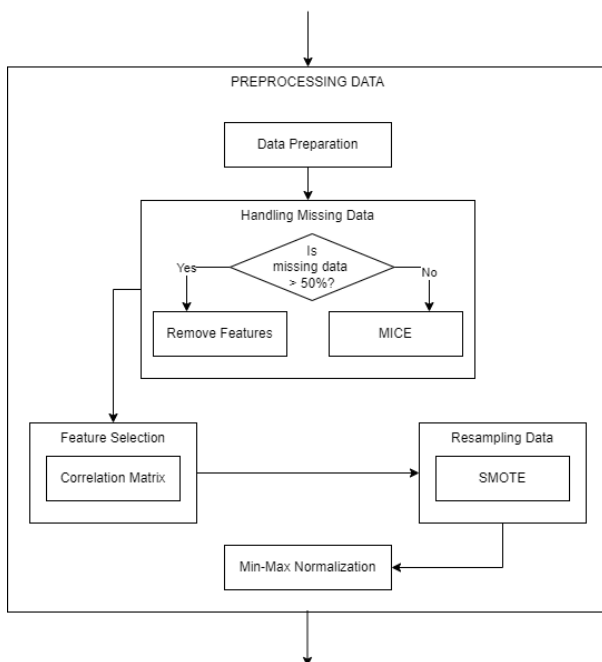 PREPROCESSING DATA
Data Preparation
Handling Missing Data
Is
missing data
> 50%?
Yes
No
Remove Features
MICE
Feature Selection
Correlation Matrix
Resampling Data
SMOTE
Min-Max Normalization